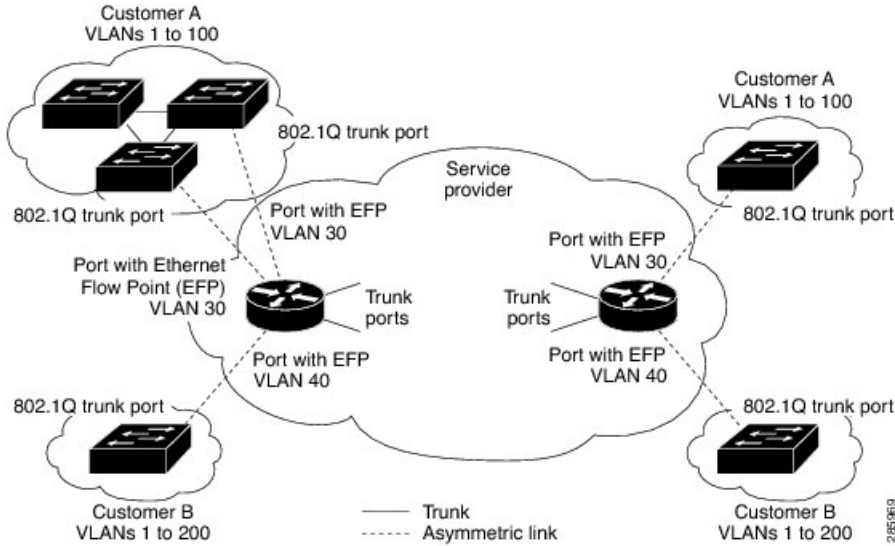 Customer A
VLANs 1 to 100
Customer A
VLANs 1 to 100
802.1Q trunk port
Service
provider
802.1Q trunk port
802.1Q trunk port
Port with EFP
VLAN 30
Port with EFP
VLAN 30
Port with Ethernet
Flow Point (EFP)
VLAN 30
Trunk
ports
Trunk
ports
Port with EFP
VLAN 40
Port with EFP
VLAN 40
802.1Q trunk port
802.1Q trunk port
Customer B
VLANs 1 to 200
Trunk
Asymmetric link
Customer B
VLANs 1 to 200
285969